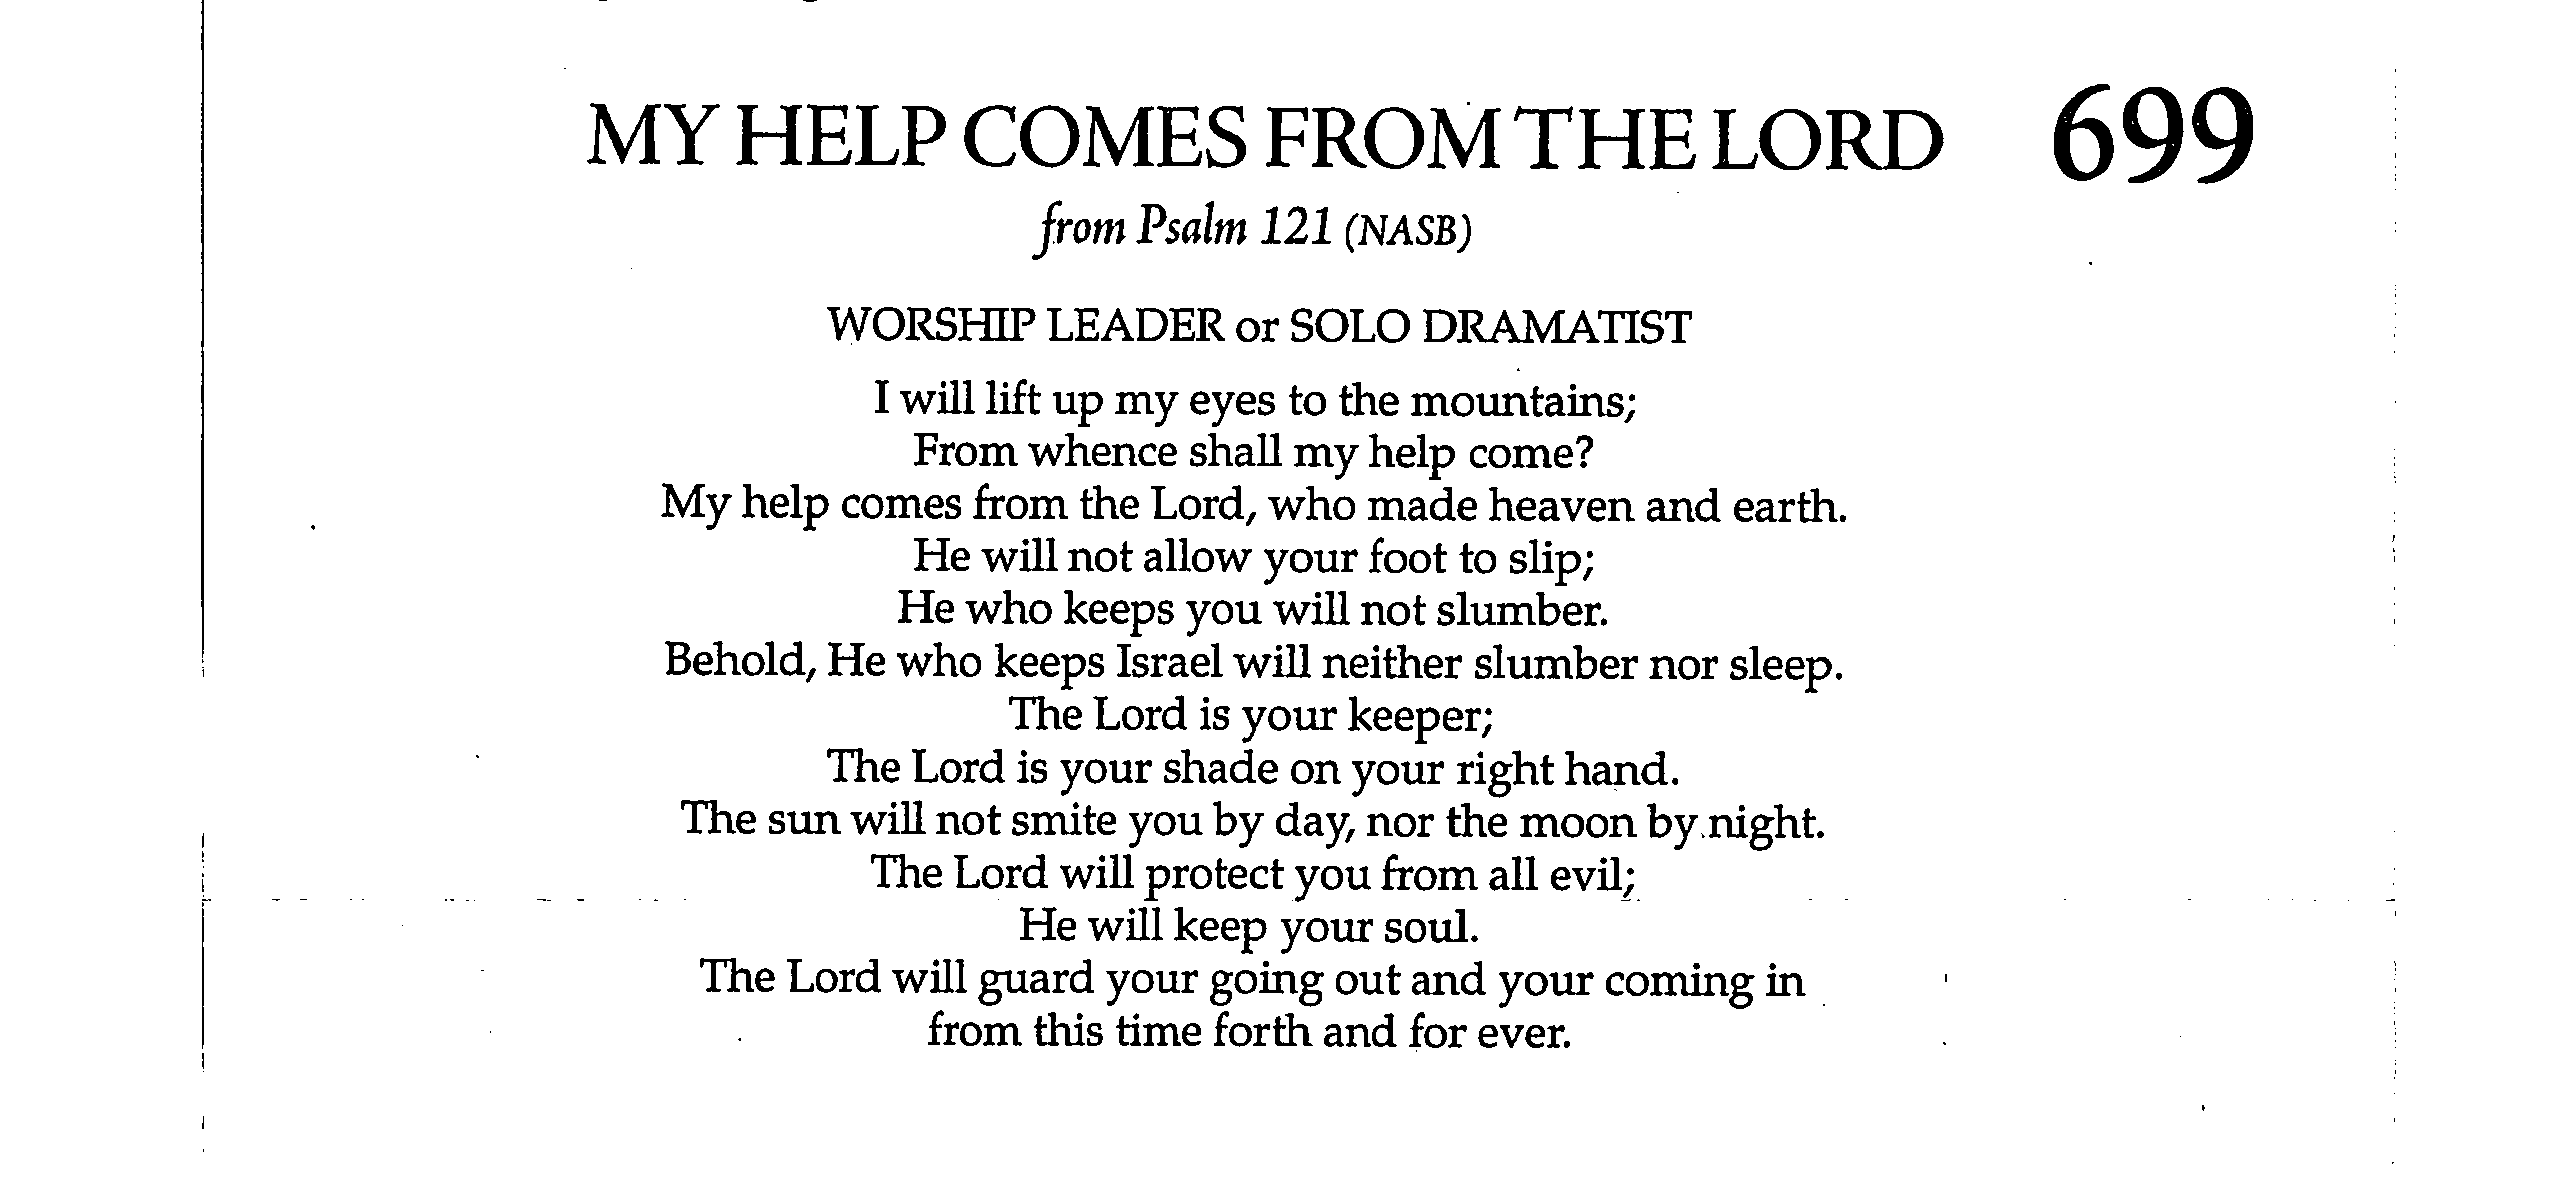 MY HELP COMES FROM THE LORD 699
from Psalm 121 (NASB)
WORSHIP LEADER or SOLO DRAMATIST
I will lift up my eyes to the mountains;
From whence shall my help come?
My help comes from the Lord, who made heaven and earth.
He will not allow your foot to slip;
He who keeps you will not slumber.
Behold, He who keeps Israel will neither slumber nor sleep.
The Lord is your keeper;
The Lord is your shade on your right hand.
The sun will not smite you by day, nor the moon by night.
The Lord will protect you from all evil;
He will keep your soul.
The Lord will guard your going out and your coming in
from this time forth and for ever.